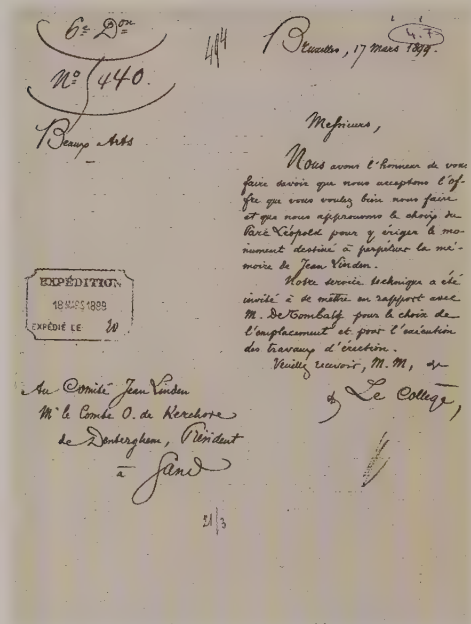 6e Don
No 440.
Beaux Arts
4.7
Bruxelles, 17 mars 1899.
Messieurs,
Nous avons l'honneur de vous
faire savoir que nous acceptons l'of-
fre que vous voulez bien nous faire
et que nous approuvons le choix du
Parc Léopold pour y ériger le mo-
nument destiné à perpétuer la mé-
moire de Jean Linden.
Notre service technique a été
invité à se mettre en rapport avec
M. De Tombay pour le choix de
l'emplacement et pour l'exécution
des travaux d'érection.
Veuillez recevoir, M.M,
Le Collège,
EXPÉDITION
18 MARS 1899
EXPÉDIÉ LE 20
Au Comité Jean Linden
Mr le Comte O. de Kerchove
de Denterghem, Président
à Gand
21/3